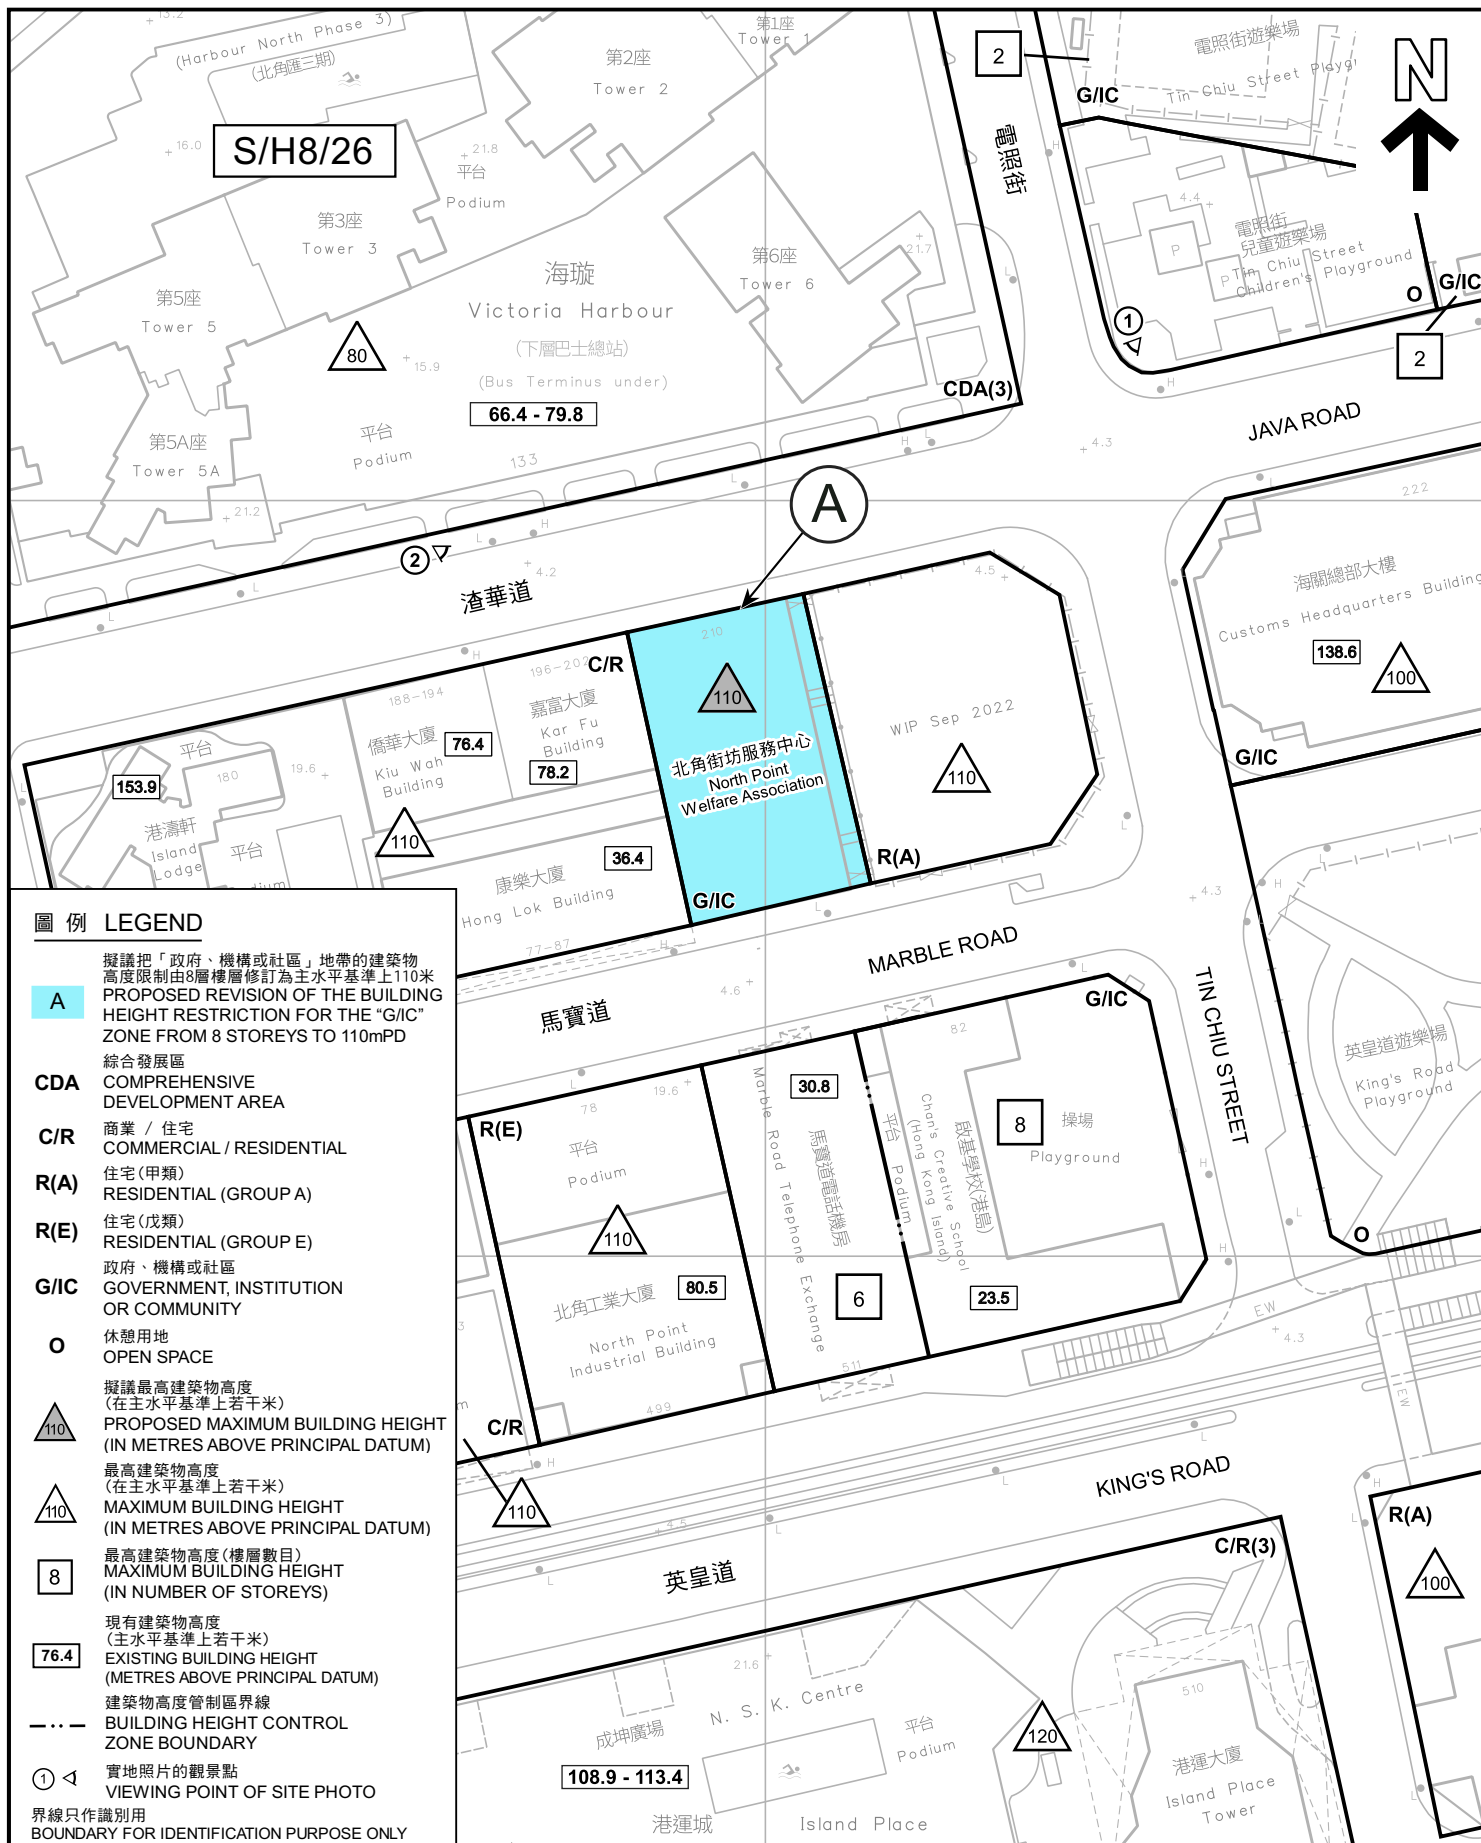 13.2
(Harbour North Phase 3)
(北角匯三期)
第1座
Tower 1
第2座
Tower 2
2
電照街遊樂場
G/IC
N
S/H8/26
16.0
21.8
平台
Podium
電照街
第3座
Tower 3
海璇
Victoria Harbour
(下層巴士總站)
(Bus Terminus under)
66.4 - 79.8
第6座
Tower 6
21.7
4.4
P
電照街
兒童遊樂場
Tin Chiu Street
Children's Playground
P
O
G/IC
2
第5座
Tower 5
80
15.9
1
CDA(3)
第5A座
Tower 5A
平台
Podium
133
JAVA ROAD
4.3
222
21.2
A
2
4.2
渣華道
4.5
海關總部大樓
Customs Headquarters Building
138.6
100
G/IC
210
C/R
110
196-202
嘉富大廈
Kar Fu
Building
78.2
188-194
僑華大廈
Kiu Wah
Building
76.4
WIP Sep 2022
110
北角街坊服務中心
North Point
Welfare Association
平台
180
19.6
153.9
港濤軒
Island
Lodge
平台
110
36.4
康樂大廈
Hong Lok Building
77-87
G/IC
R(A)
4.3
MARBLE ROAD
馬寶道
4.6
TIN CHIU STREET
英皇道遊樂場
King's Road
Playground
O
G/IC
82
8
操場
Playground
啟基學校(港島)
Chan's Creative School
(Hong Kong Island)
平台
Podium
23.5
30.8
馬寶道電話機房
Marble Road Telephone Exchange
6
511
R(E)
78
19.6
平台
Podium
110
80.5
北角工業大廈
North Point
Industrial Building
499
C/R
110
E.W
4.3
EW
4.5
KING'S ROAD
英皇道
C/R(3)
R(A)
100
21.6
N. S. K. Centre
成坤廣場
平台
Podium
108.9 - 113.4
港運城
Island Place
120
510
港運大廈
Island Place
Tower
圖 例 LEGEND
A
擬議把「政府、機構或社區」地帶的建築物
高度限制由8層樓層修訂為主水平基準上110米
PROPOSED REVISION OF THE BUILDING
HEIGHT RESTRICTION FOR THE “G/IC”
ZONE FROM 8 STOREYS TO 110mPD
CDA
綜合發展區
COMPREHENSIVE
DEVELOPMENT AREA
C/R
商業 / 住宅
COMMERCIAL / RESIDENTIAL
R(A)
住宅(甲類)
RESIDENTIAL (GROUP A)
R(E)
住宅(戊類)
RESIDENTIAL (GROUP E)
G/IC
政府、機構或社區
GOVERNMENT, INSTITUTION
OR COMMUNITY
O
休憩用地
OPEN SPACE
110
擬議最高建築物高度
(在主水平基準上若干米)
PROPOSED MAXIMUM BUILDING HEIGHT
(IN METRES ABOVE PRINCIPAL DATUM)
110
最高建築物高度
(在主水平基準上若干米)
MAXIMUM BUILDING HEIGHT
(IN METRES ABOVE PRINCIPAL DATUM)
8
最高建築物高度(樓層數目)
MAXIMUM BUILDING HEIGHT
(IN NUMBER OF STOREYS)
76.4
現有建築物高度
(主水平基準上若干米)
EXISTING BUILDING HEIGHT
(METRES ABOVE PRINCIPAL DATUM)
建築物高度管制區界線
BUILDING HEIGHT CONTROL
ZONE BOUNDARY
1
實地照片的觀景點
VIEWING POINT OF SITE PHOTO
界線只作識別用
BOUNDARY FOR IDENTIFICATION PURPOSE ONLY